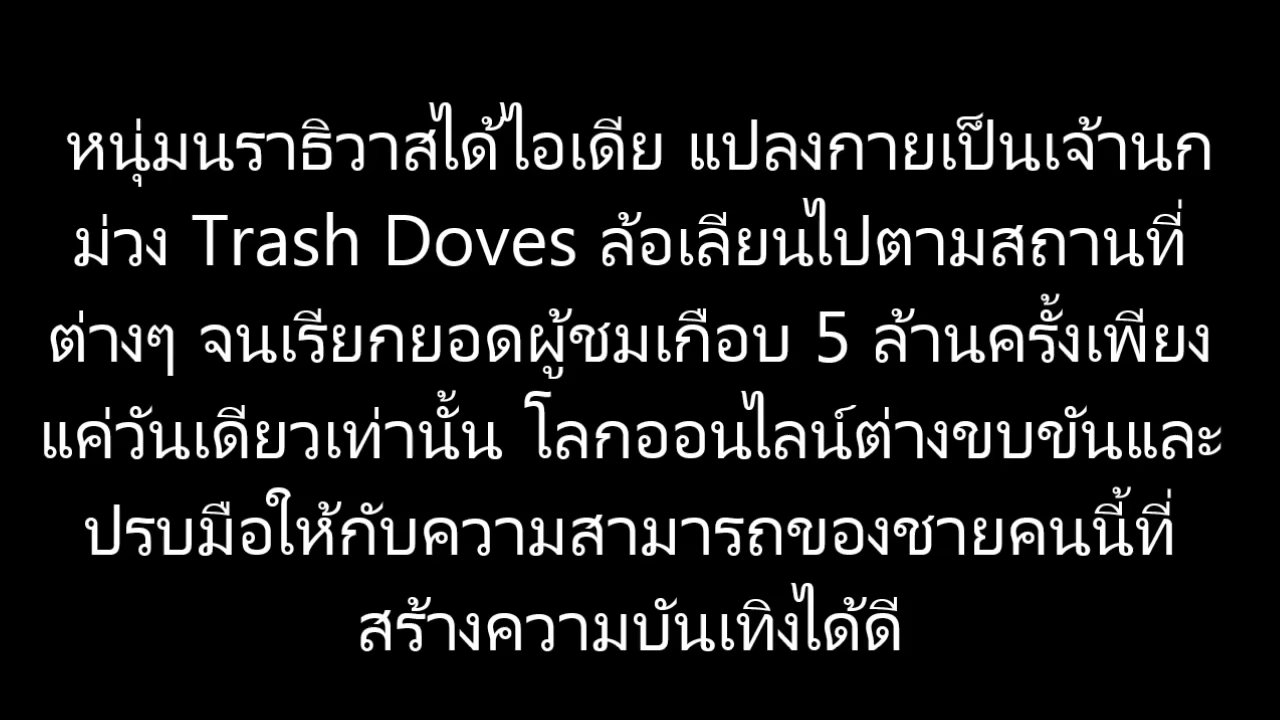 หนุ่มนราธิวาสได้ไอเดีย แปลงกายเป็นเจ้านก
ม่วง Trash Doves ล้อเลียนไปตามสถานที่
ต่างๆ จนเรียกยอดผู้ชมเกือบ 5 ล้านครั้งเพียง
แค่วันเดียวเท่านั้น โลกออนไลน์ต่างขบขันและ
ปรบมือให้กับความสามารถของชายคนนี้ที่
สร้างความบันเทิงได้ดี